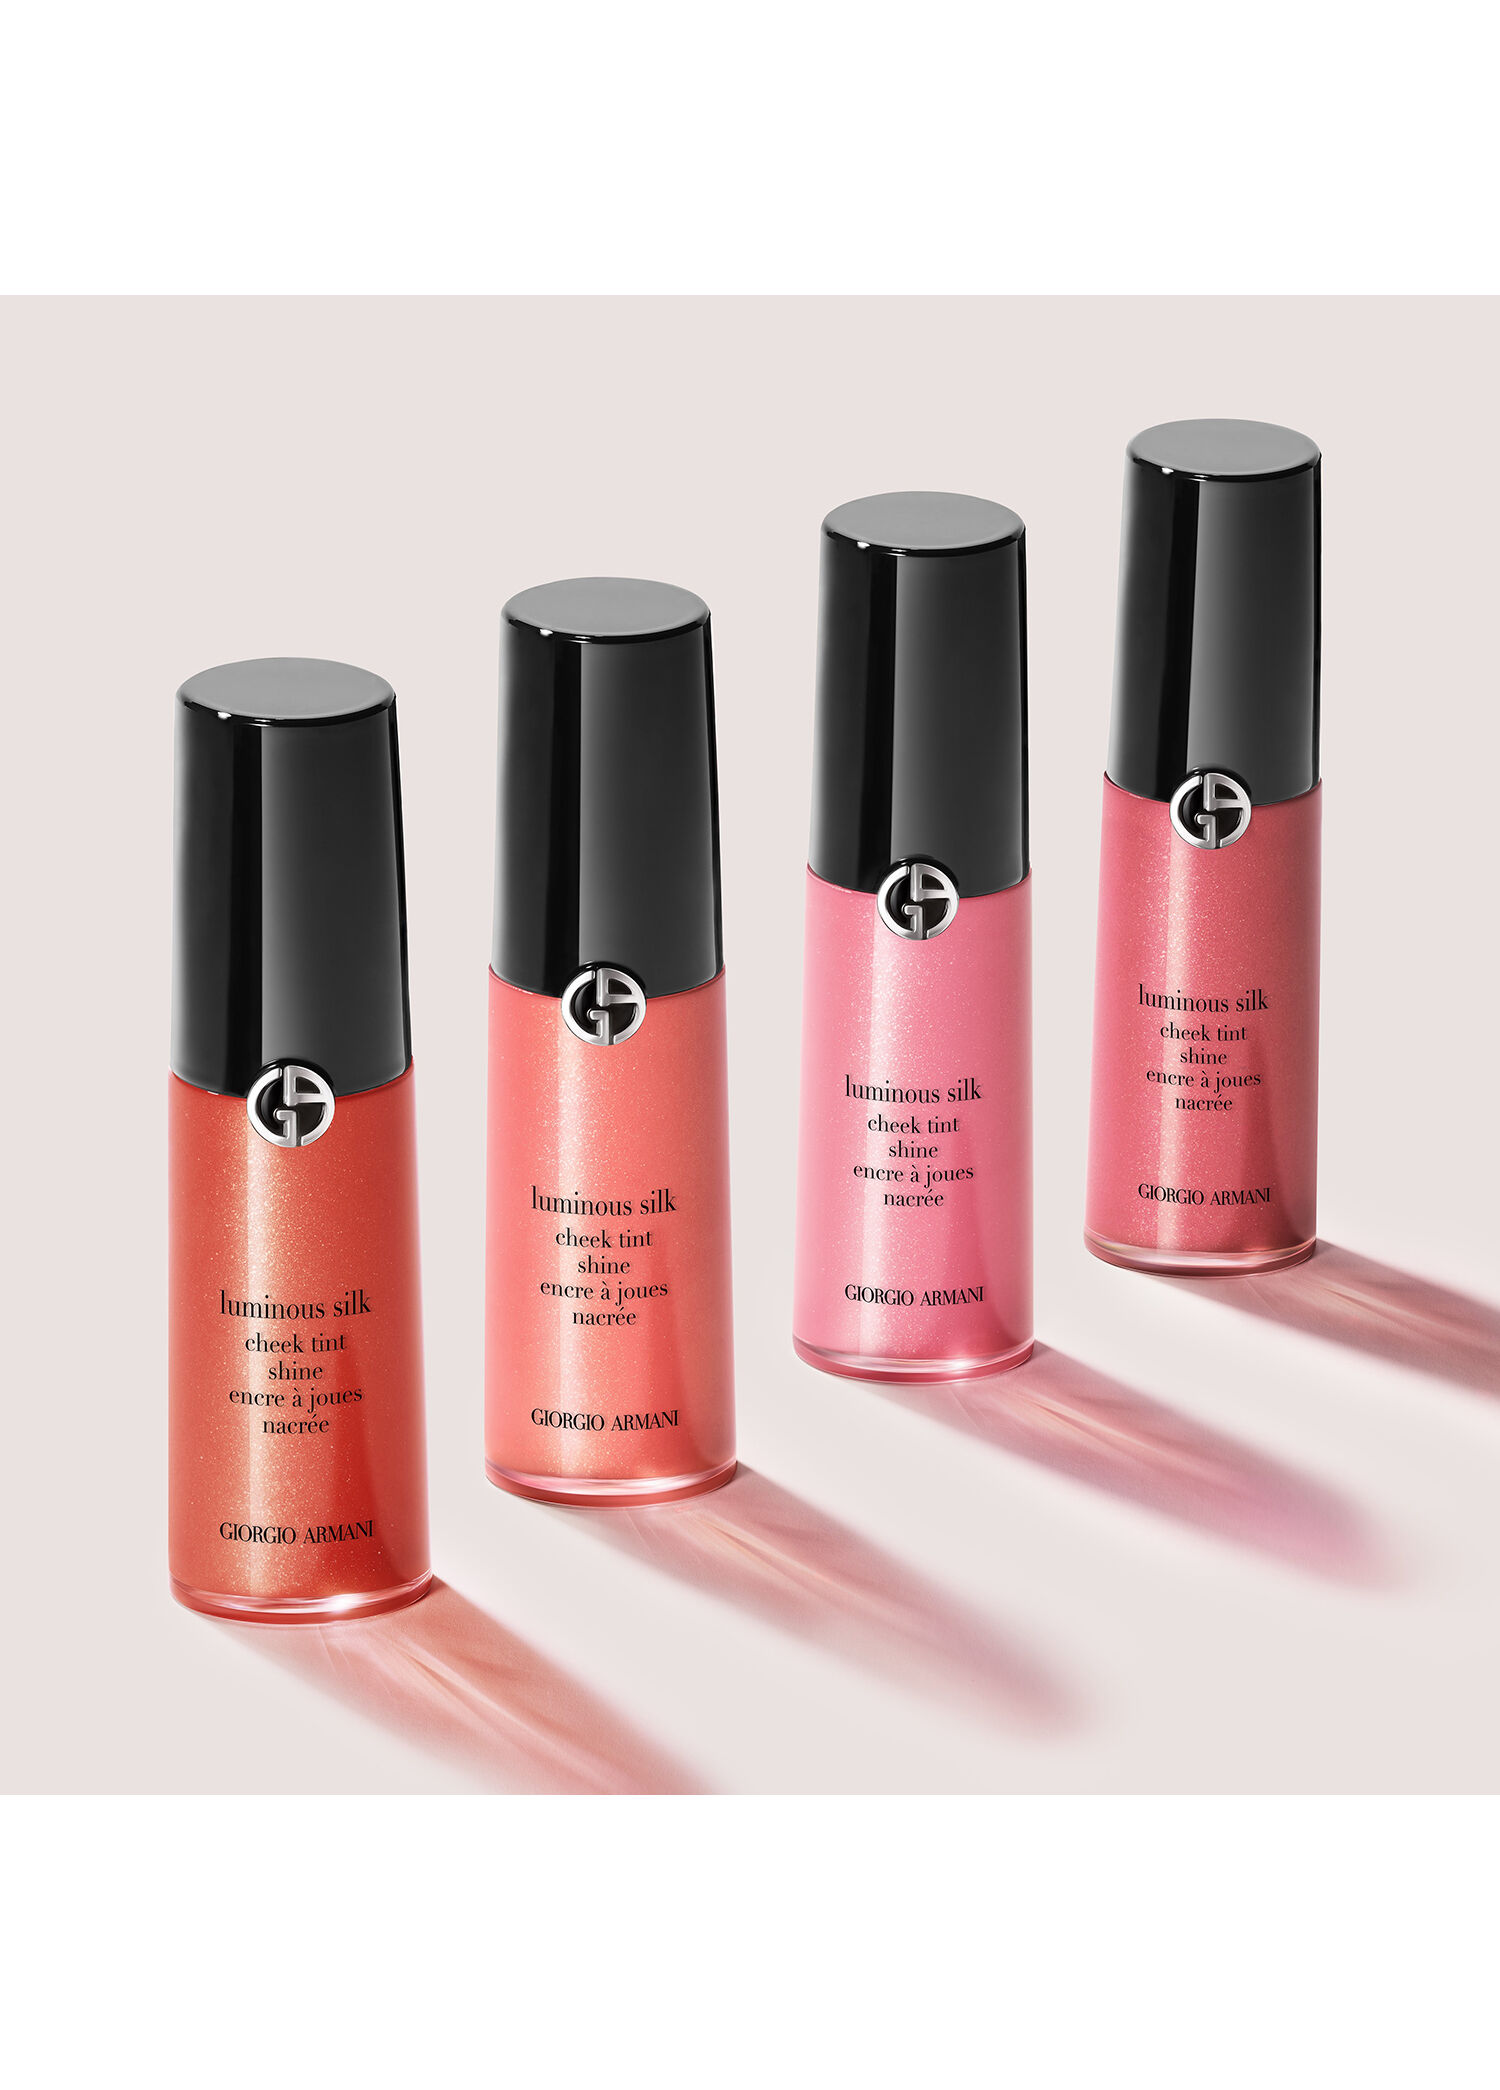 luminous silk
cheek tint
shine
encre à joues
nacrée
GIORGIO ARMANI
luminous silk
cheek tint
shine
encre à joues
nacrée
GIORGIO ARMANI
luminous silk
cheek tint
shine
encre à joues
nacrée
GIORGIO ARMANI
luminous silk
cheek tint
shine
encre à joues
nacrée
GIORGIO ARMANI